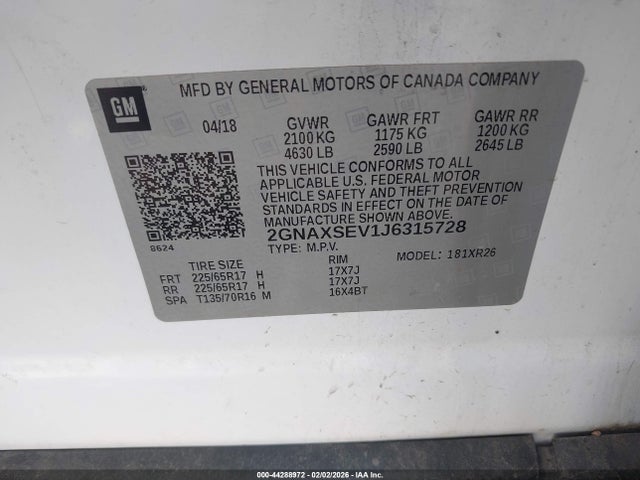 GM
MFD BY GENERAL MOTORS OF CANADA COMPANY
04/18 GVWR GAWR FRT GAWR RR
2100 KG 1175 KG 1200 KG
4630 LB 2590 LB 2645 LB
THIS VEHICLE CONFORMS TO ALL
APPLICABLE U.S. FEDERAL MOTOR
VEHICLE SAFETY AND THEFT PREVENTION
STANDARDS IN EFFECT ON THE DATE OF
MANUFACTURE SHOWN ABOVE.
8624
2GNAXSEV1J6315728
TYPE: M.P.V. MODEL: 181XR26
TIRE SIZE RIM
FRT 225/65R17 H 17X7J
RR 225/65R17 H 17X7J
SPA T135/70R16 M 16X4BT
000-44288972 - 02/02/2026 - IAA Inc.